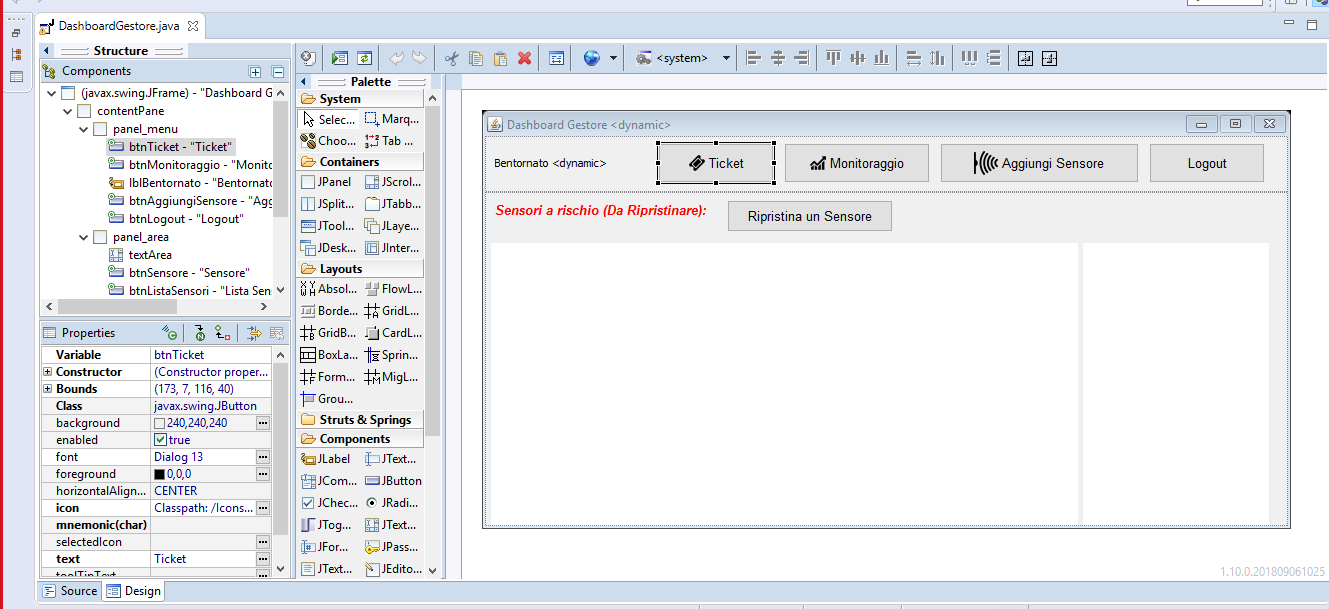 DashboardGestore.java
Structure
Components
(javax.swing.JFrame) - "Dashboard G
contentPane
panel_menu
btnTicket - "Ticket"
btnMonitoraggio - "Monito
lblBentornato - "Bentornato
btnAggiungiSensore - "Agg
btnLogout - "Logout"
panel_area
textArea
btnSensore - "Sensore"
btnListaSensori - "Lista Sen
Properties
Variable btnTicket
Constructor (Constructor proper...
Bounds (173, 7, 116, 40)
Class javax.swing.JButton
background 240,240,240
enabled true
font Dialog 13
foreground 0,0,0
horizontalAlign... CENTER
icon Classpath: /Icons...
mnemonic(char)
selectedIcon
text Ticket
toolTipText
Source Design
<system>
Palette
System
Selec... Marq...
Choo... Tab ...
Containers
JPanel JScrol...
JSplit... JTabb...
JTool... JLaye...
JDesk... JInter...
Layouts
Absol... FlowL...
Borde... GridL...
GridB... CardL...
BoxLa... Sprin...
Form... MigL...
Grou...
Struts & Springs
Components
JLabel JText...
JCom... JButton
JChec... JRadi...
JTog... JText...
JFor... JPass...
JText... JEdito...
Dashboard Gestore <dynamic>
Bentornato <dynamic> Ticket Monitoraggio Aggiungi Sensore Logout
Sensori a rischio (Da Ripristinare): Ripristina un Sensore
1.10.0.201809061025